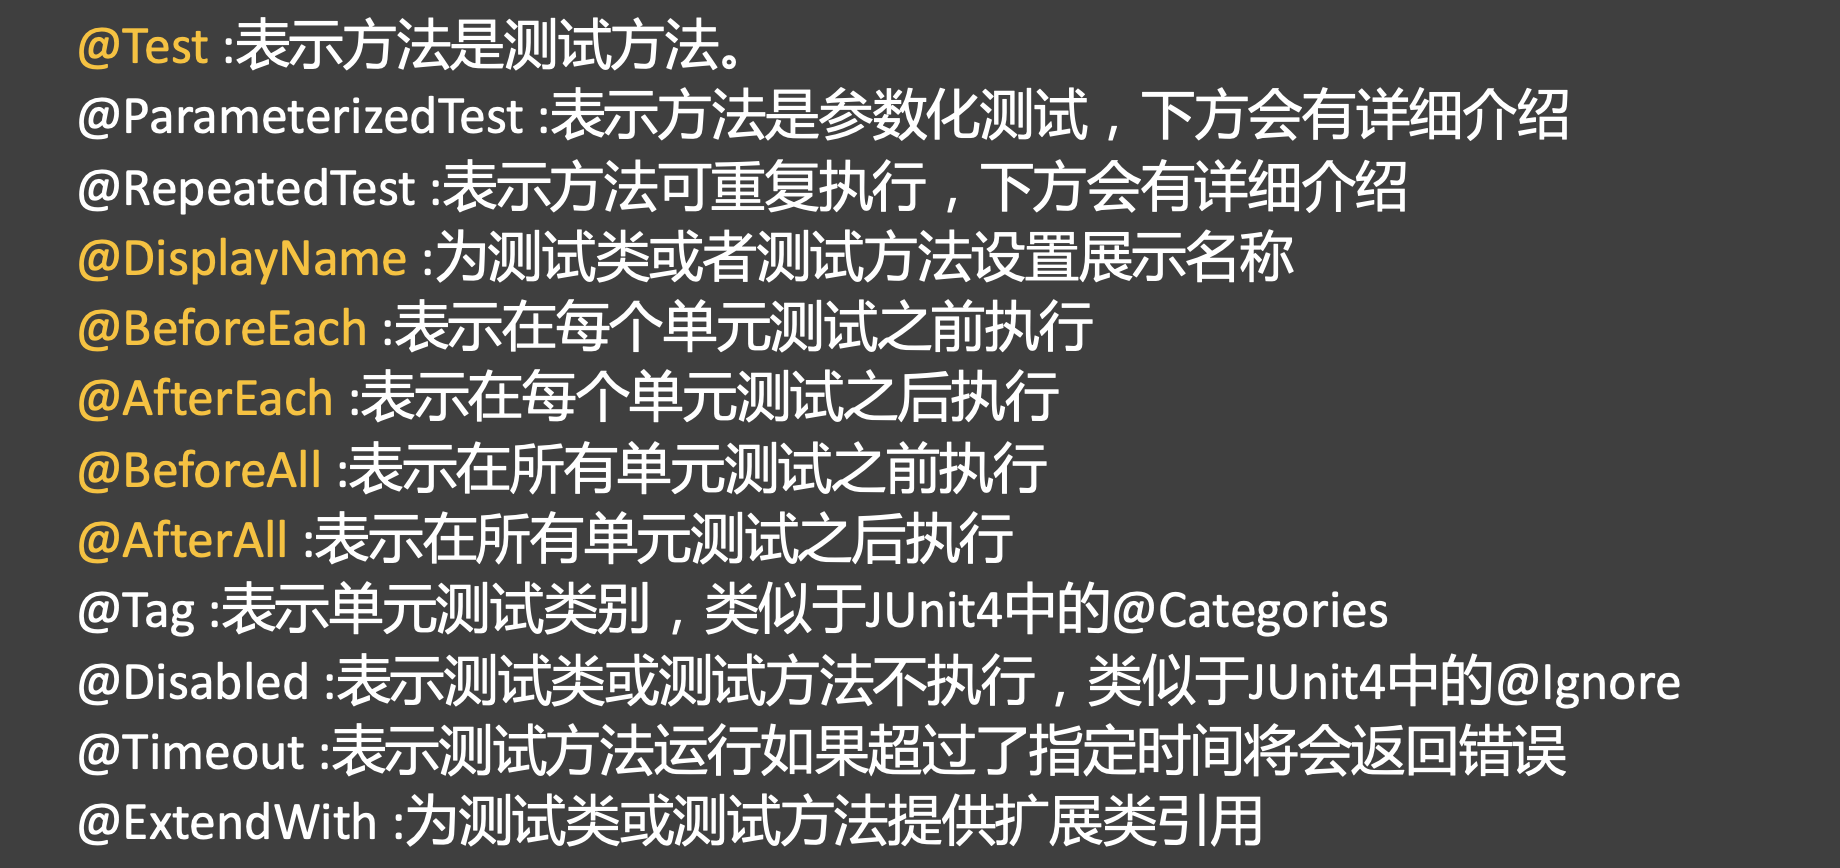 @Test :表示方法是测试方法。
@ParameterizedTest :表示方法是参数化测试，下方会有详细介绍
@RepeatedTest :表示方法可重复执行，下方会有详细介绍
@DisplayName :为测试类或者测试方法设置展示名称
@BeforeEach :表示在每个单元测试之前执行
@AfterEach :表示在每个单元测试之后执行
@BeforeAll :表示在所有单元测试之前执行
@AfterAll :表示在所有单元测试之后执行
@Tag :表示单元测试类别，类似于JUnit4中的@Categories
@Disabled :表示测试类或测试方法不执行，类似于JUnit4中的@Ignore
@Timeout :表示测试方法运行如果超过了指定时间将会返回错误
@ExtendWith :为测试类或测试方法提供扩展类引用